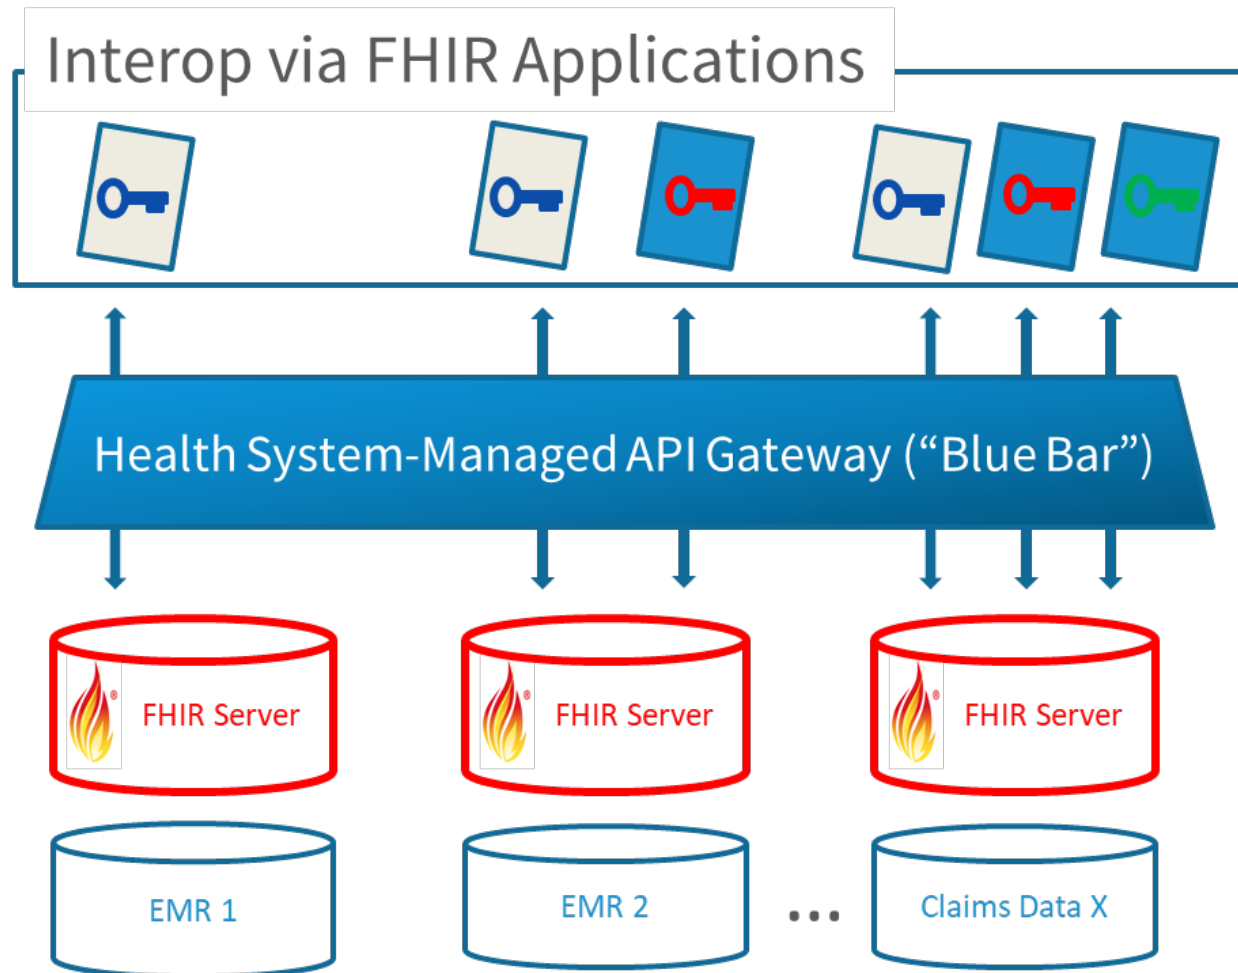 Interop via FHIR Applications
Health System-Managed API Gateway (“Blue Bar”)
® FHIR Server
® FHIR Server
® FHIR Server
EMR 1
EMR 2
...
Claims Data X